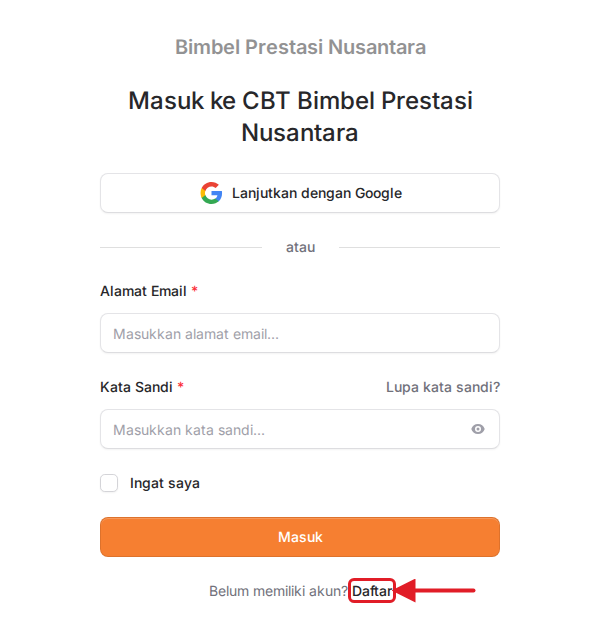 Bimbel Prestasi Nusantara
Masuk ke CBT Bimbel Prestasi
Nusantara
Lanjutkan dengan Google
atau
Alamat Email *
Masukkan alamat email...
Kata Sandi * Lupa kata sandi?
Masukkan kata sandi...
Ingat saya
Masuk
Belum memiliki akun? Daftar